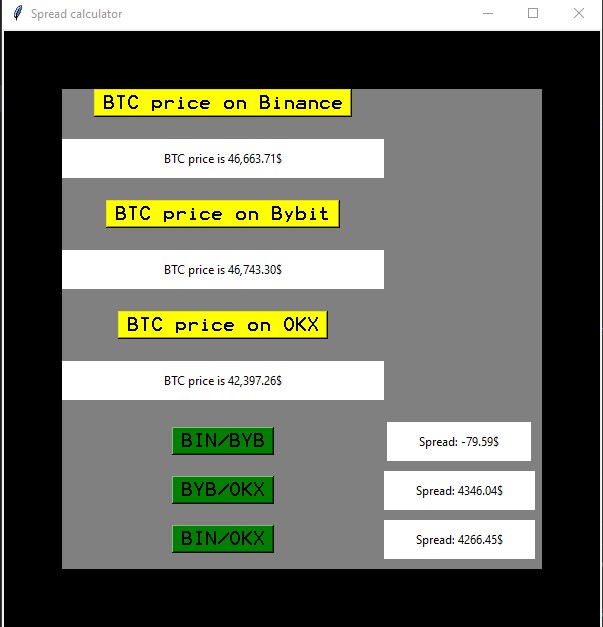 Spread calculator
BTC price on Binance
BTC price is 46,663.71$
BTC price on Bybit
BTC price is 46,743.30$
BTC price on OKX
BTC price is 42,397.26$
BIN/BYB
Spread: -79.59$
BYB/OKX
Spread: 4346.04$
BIN/OKX
Spread: 4266.45$